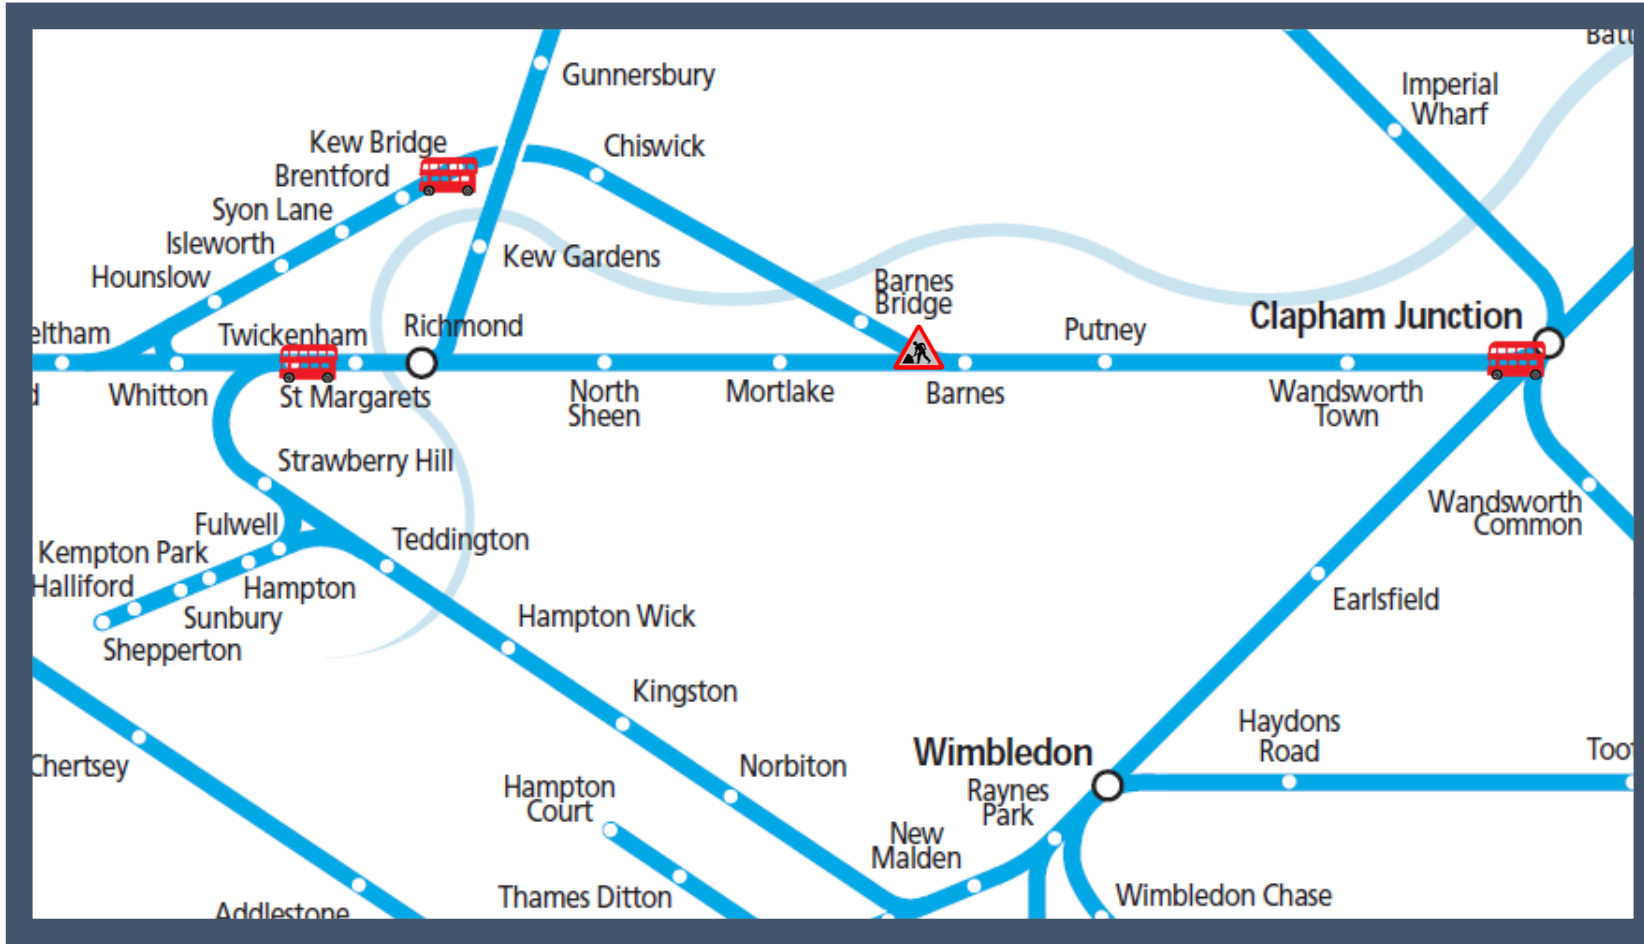 Gunnersbury
Imperial
Wharf
Kew Bridge
Chiswick
Brentford
Syon Lane
Isleworth
Kew Gardens
Hounslow
Barnes
Bridge
eltham
Twickenham
Richmond
Putney
Clapham Junction
Whitton
St Margarets
North
Sheen
Mortlake
Barnes
Wandsworth
Town
Strawberry Hill
Wandsworth
Common
Fulwell
Kempton Park
Teddington
Halliford
Hampton
Sunbury
Shepperton
Earlsfield
Hampton Wick
Kingston
Haydons
Road
Wimbledon
Chertsey
Norbiton
Hampton
Court
Raynes
Park
Toot
New
Malden
Thames Ditton
Wimbledon Chase
Addlestone